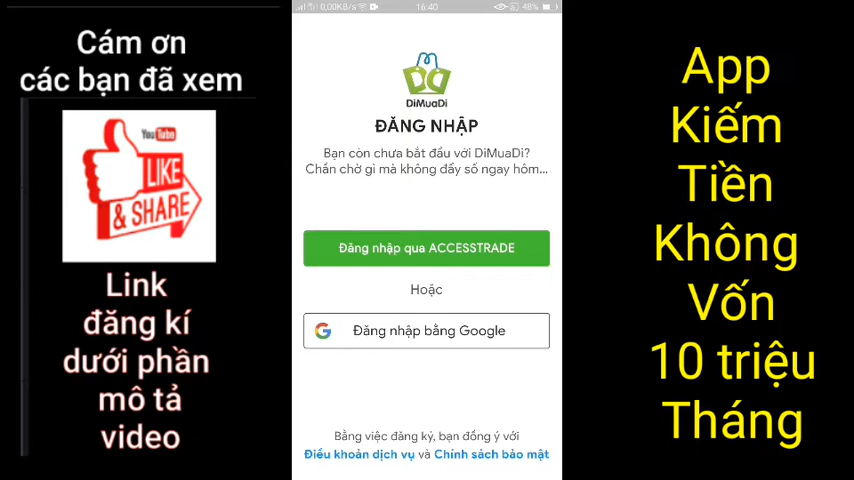 Cám ơn
các bạn đã xem
You Tube
LIKE
& SHARE
Link
đăng kí
dưới phần
mô tả
video
0,00KB/s
16:40
48%
DiMuaDi
ĐĂNG NHẬP
Bạn còn chưa bắt đầu với DiMuaDi?
Chần chờ gì mà không đẩy số ngay hôm...
Đăng nhập qua ACCESSTRADE
Hoặc
Đăng nhập bằng Google
Bằng việc đăng ký, bạn đồng ý với
Điều khoản dịch vụ và Chính sách bảo mật
App
Kiếm
Tiền
Không
Vốn
10 triệu
Tháng